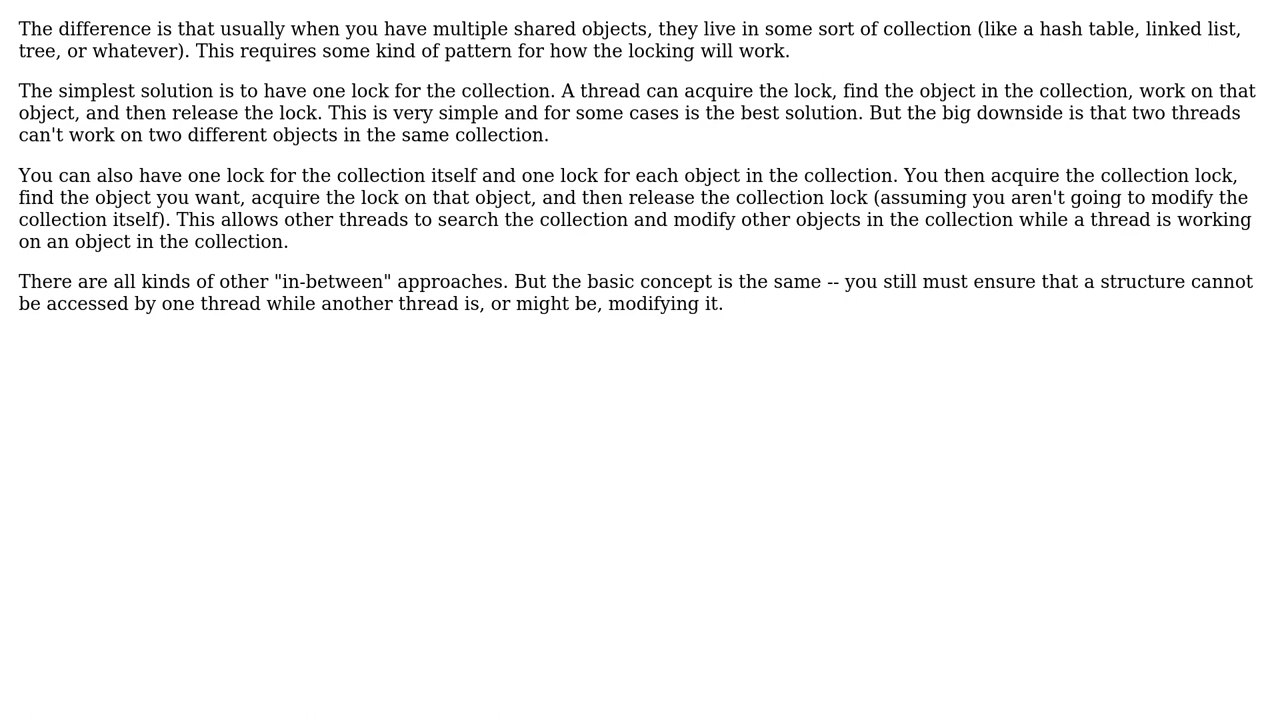 The difference is that usually when you have multiple shared objects, they live in some sort of collection (like a hash table, linked list,
tree, or whatever). This requires some kind of pattern for how the locking will work.
The simplest solution is to have one lock for the collection. A thread can acquire the lock, find the object in the collection, work on that
object, and then release the lock. This is very simple and for some cases is the best solution. But the big downside is that two threads
can't work on two different objects in the same collection.
You can also have one lock for the collection itself and one lock for each object in the collection. You then acquire the collection lock,
find the object you want, acquire the lock on that object, and then release the collection lock (assuming you aren't going to modify the
collection itself). This allows other threads to search the collection and modify other objects in the collection while a thread is working
on an object in the collection.
There are all kinds of other "in-between" approaches. But the basic concept is the same -- you still must ensure that a structure cannot
be accessed by one thread while another thread is, or might be, modifying it.